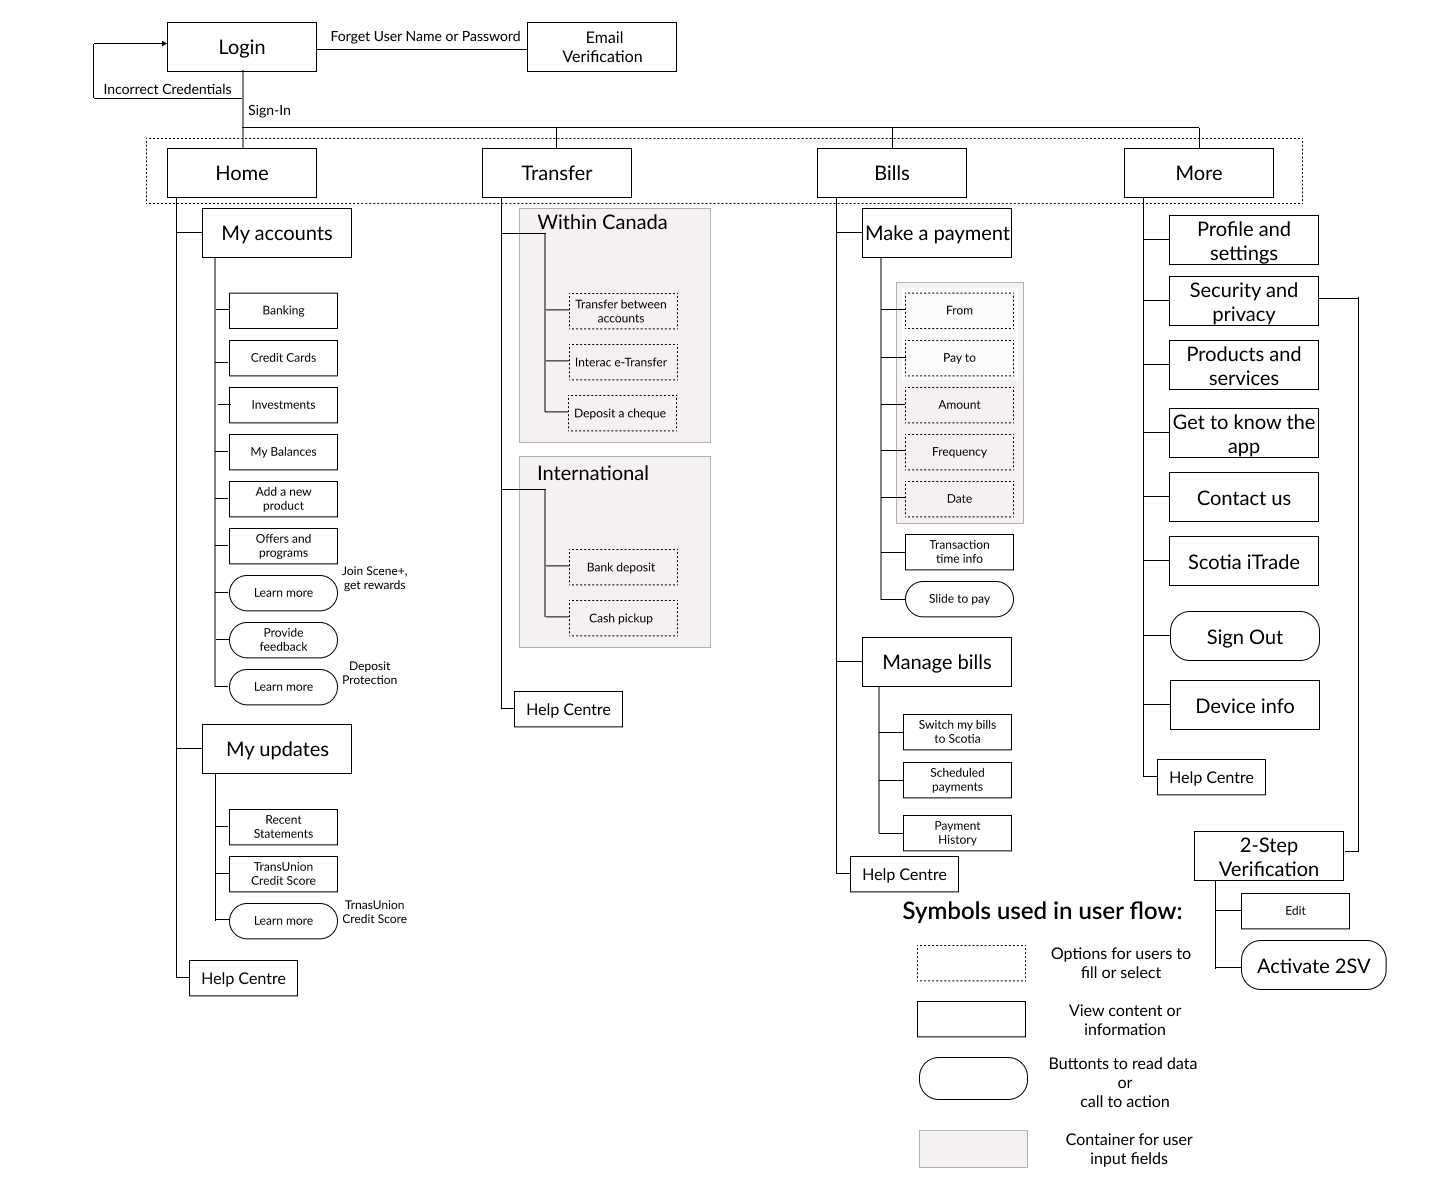 Login
Forget User Name or Password
Email
Verification
Incorrect Credentials
Sign-In
Home
Transfer
Bills
More
My accounts
Banking
Credit Cards
Investments
My Balances
Add a new
product
Offers and
programs
Join Scene+,
get rewards
Learn more
Provide
feedback
Deposit
Protection
Learn more
My updates
Recent
Statements
TransUnion
Credit Score
TrnasUnion
Credit Score
Learn more
Help Centre
Within Canada
Transfer between
accounts
Interac e-Transfer
Deposit a cheque
International
Bank deposit
Cash pickup
Help Centre
Make a payment
From
Pay to
Amount
Frequency
Date
Transaction
time info
Slide to pay
Manage bills
Switch my bills
to Scotia
Scheduled
payments
Payment
History
Help Centre
Profile and
settings
Security and
privacy
Products and
services
Get to know the
app
Contact us
Scotia iTrade
Sign Out
Device info
Help Centre
2-Step
Verification
Edit
Activate 2SV
Symbols used in user flow:
Options for users to
fill or select
View content or
information
Buttonts to read data
or
call to action
Container for user
input fields